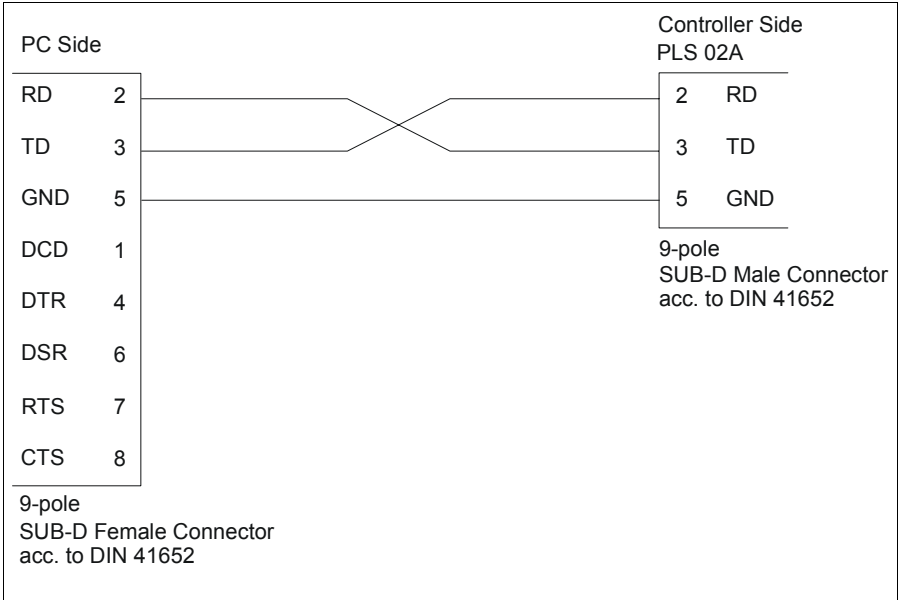 PC Side
RD 2
TD 3
GND 5
DCD 1
DTR 4
DSR 6
RTS 7
CTS 8
9-pole
SUB-D Female Connector
acc. to DIN 41652
Controller Side
PLS 02A
2 RD
3 TD
5 GND
9-pole
SUB-D Male Connector
acc. to DIN 41652